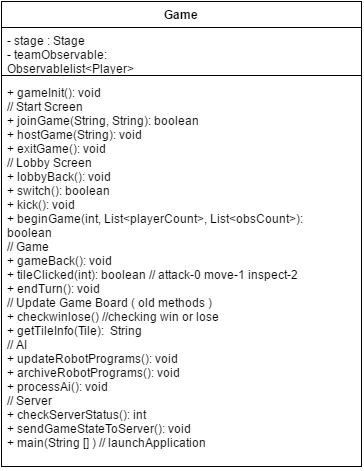 Game
- stage : Stage
- teamObservable:
Observablelist<Player>
+ gameInit(): void
// Start Screen
+ joinGame(String, String): boolean
+ hostGame(String): void
+ exitGame(): void
// Lobby Screen
+ lobbyBack(): void
+ switch(): boolean
+ kick(): void
+ beginGame(int, List<playerCount>, List<obsCount>):
boolean
// Game
+ gameBack(): void
+ tileClicked(int): boolean // attack-0 move-1 inspect-2
+ endTurn(): void
// Update Game Board ( old methods )
+ checkwinlose() //checking win or lose
+ getTileInfo(Tile): String
// AI
+ updateRobotPrograms(): void
+ archiveRobotPrograms(): void
+ processAi(): void
// Server
+ checkServerStatus(): int
+ sendGameStateToServer(): void
+ main(String [] ) // launchApplication